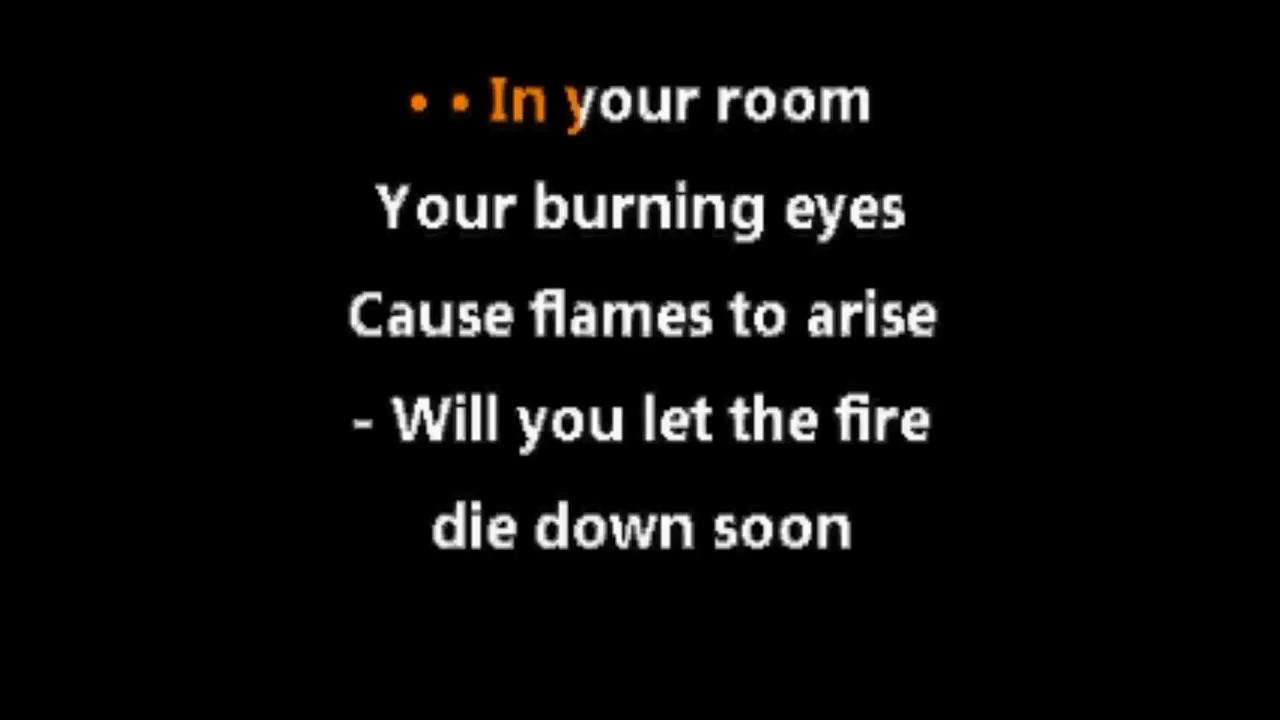 • • In your room
Your burning eyes
Cause flames to arise
- Will you let the fire
die down soon